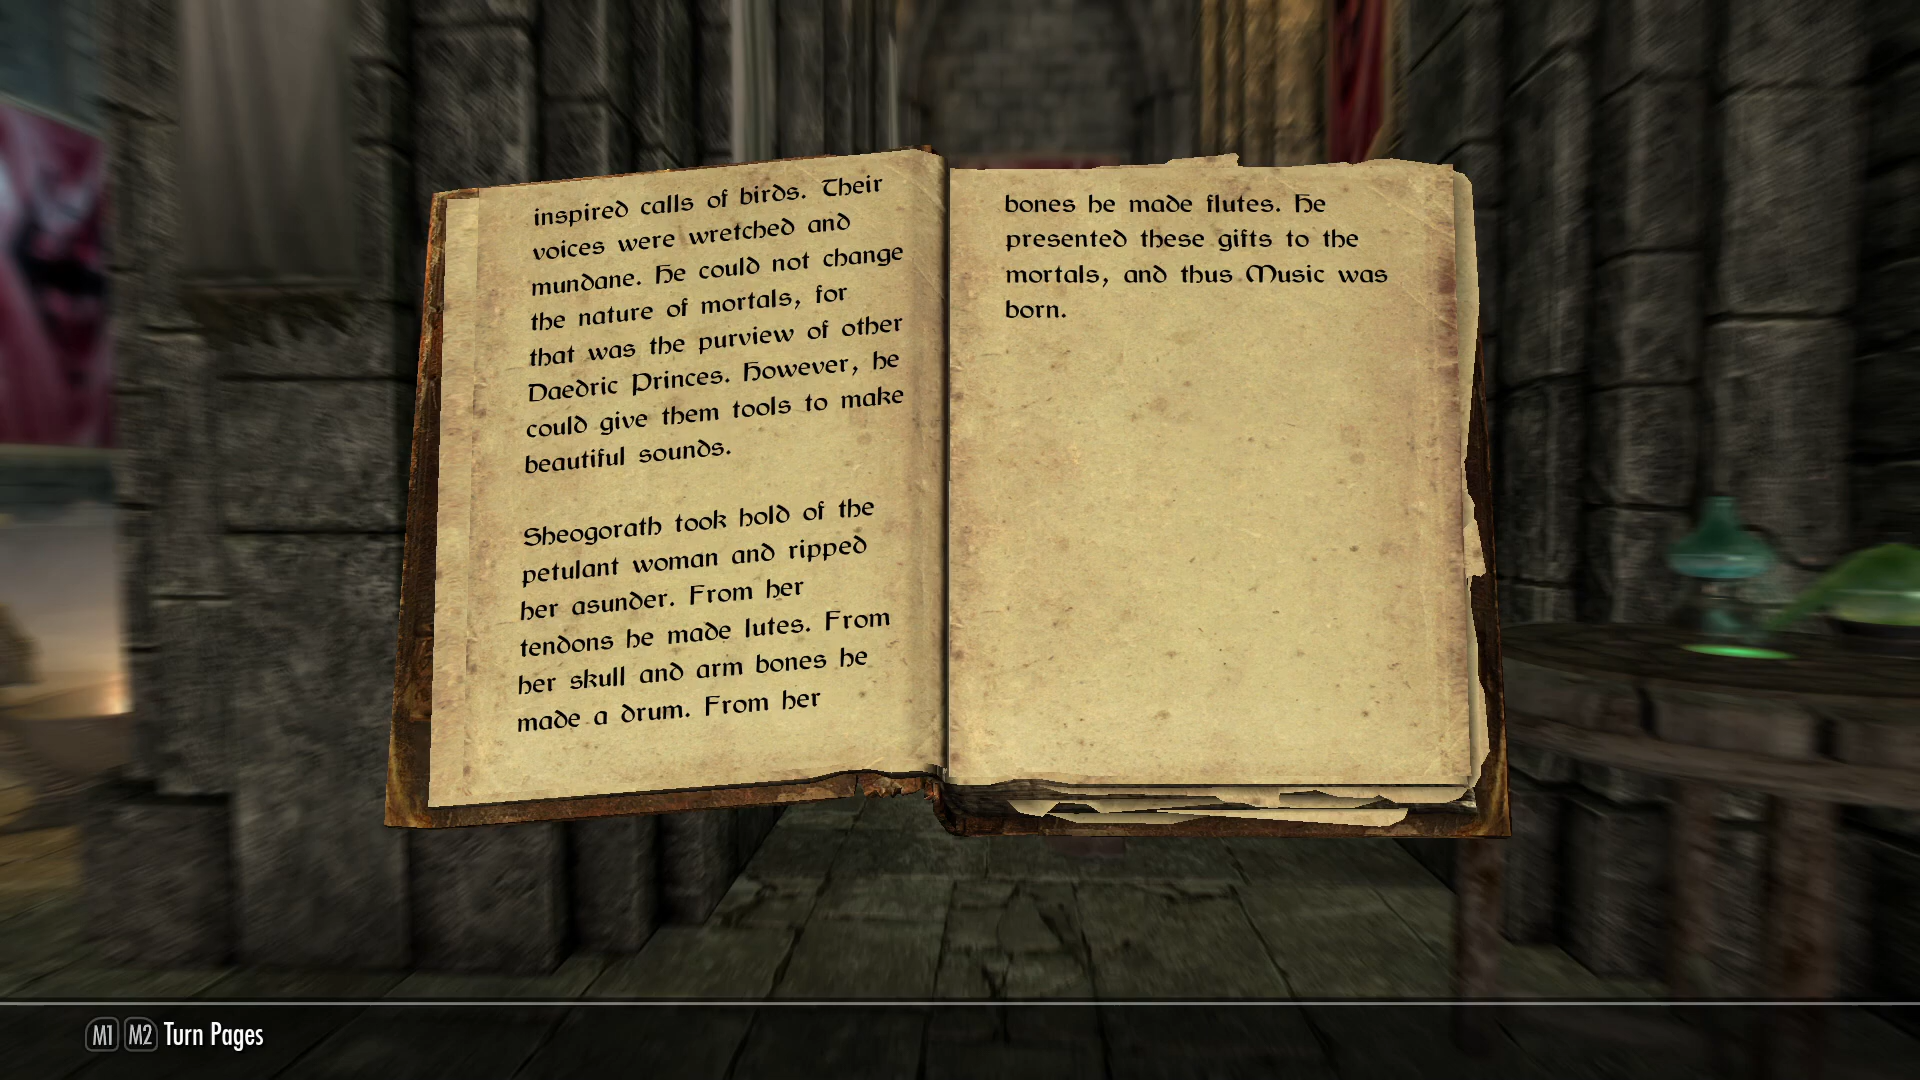 inspired calls of birds. Their
voices were wretched and
mundane. He could not change
the nature of mortals, for
that was the purview of other
Daedric Princes. However, he
could give them tools to make
beautiful sounds.
Sheogorath took hold of the
petulant woman and ripped
her asunder. From her
tendons he made lutes. From
her skull and arm bones he
made a drum. From her
bones he made flutes. He
presented these gifts to the
mortals, and thus Music was
born.
M1 M2 Turn Pages